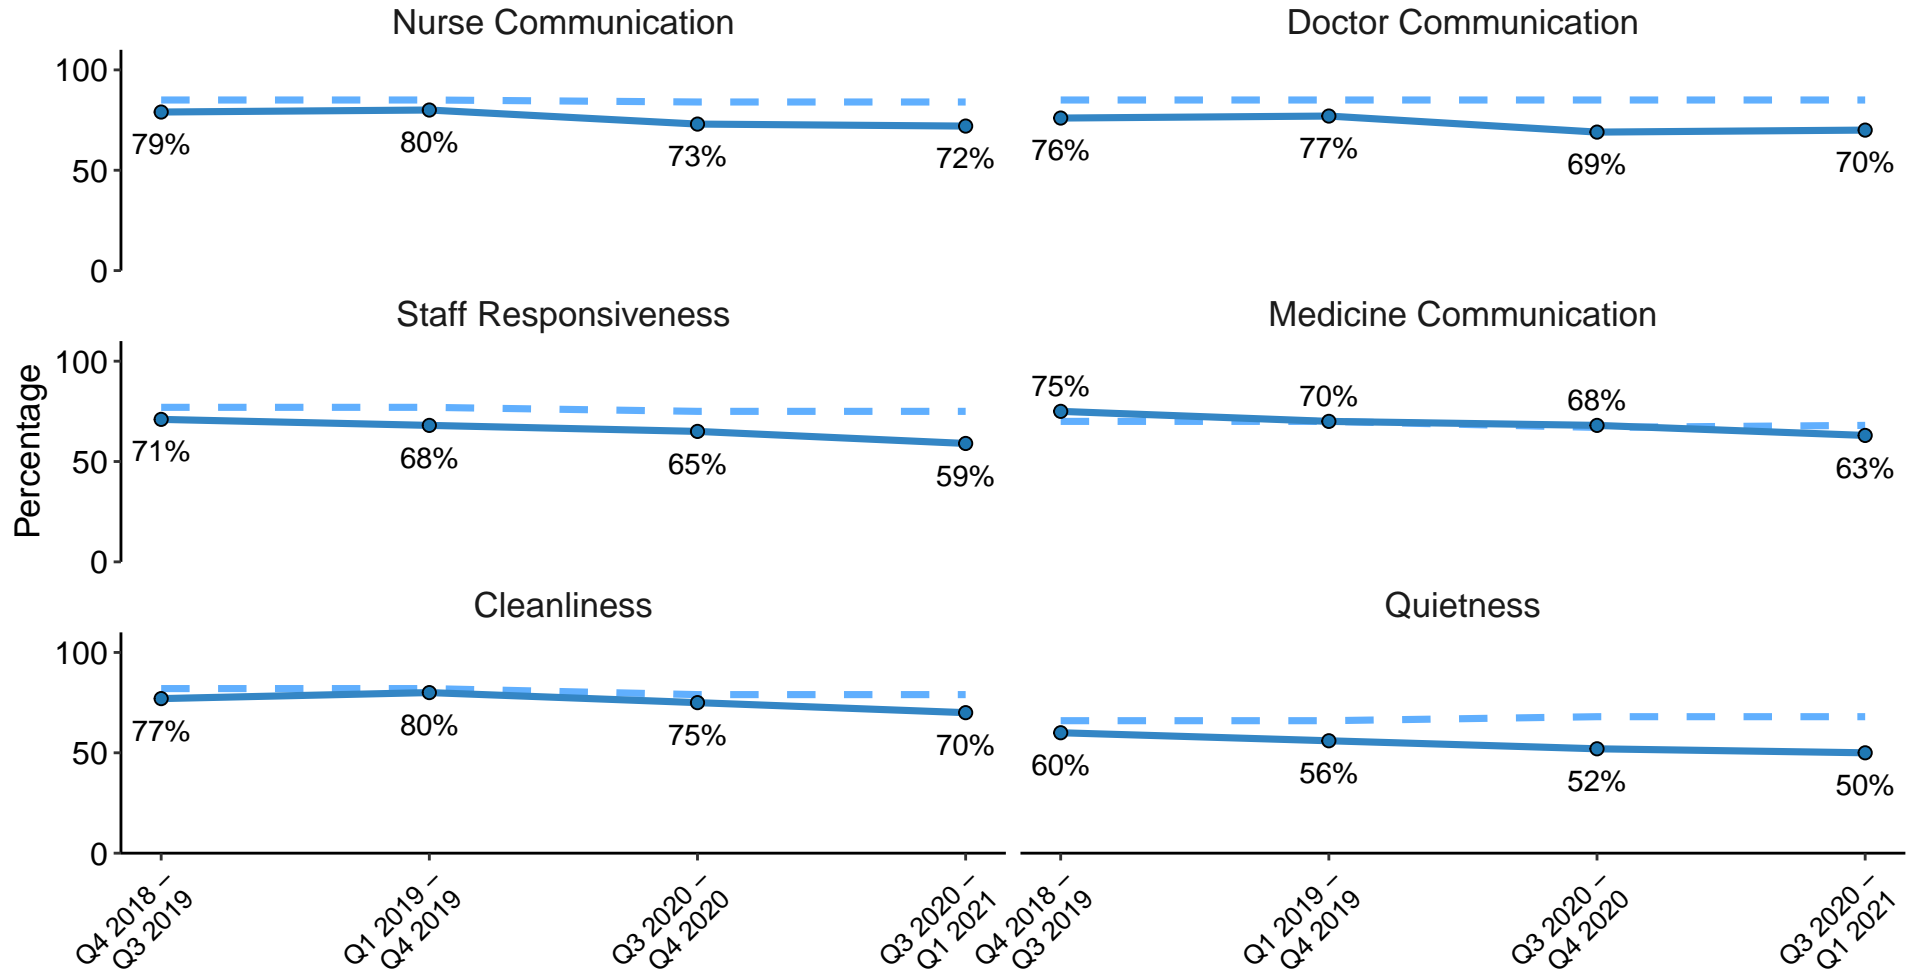 Nurse Communication
Doctor Communication
100
50
0
79%
80%
73%
72%
76%
77%
69%
70%
Staff Responsiveness
Medicine Communication
Percentage
100
50
0
71%
68%
65%
59%
75%
70%
68%
63%
Cleanliness
Quietness
100
50
0
77%
80%
75%
70%
60%
56%
52%
50%
Q4 2018 –
Q3 2019
Q1 2019 –
Q4 2019
Q3 2020 –
Q4 2020
Q3 2020 –
Q1 2021
Q4 2018 –
Q3 2019
Q1 2019 –
Q4 2019
Q3 2020 –
Q4 2020
Q3 2020 –
Q1 2021